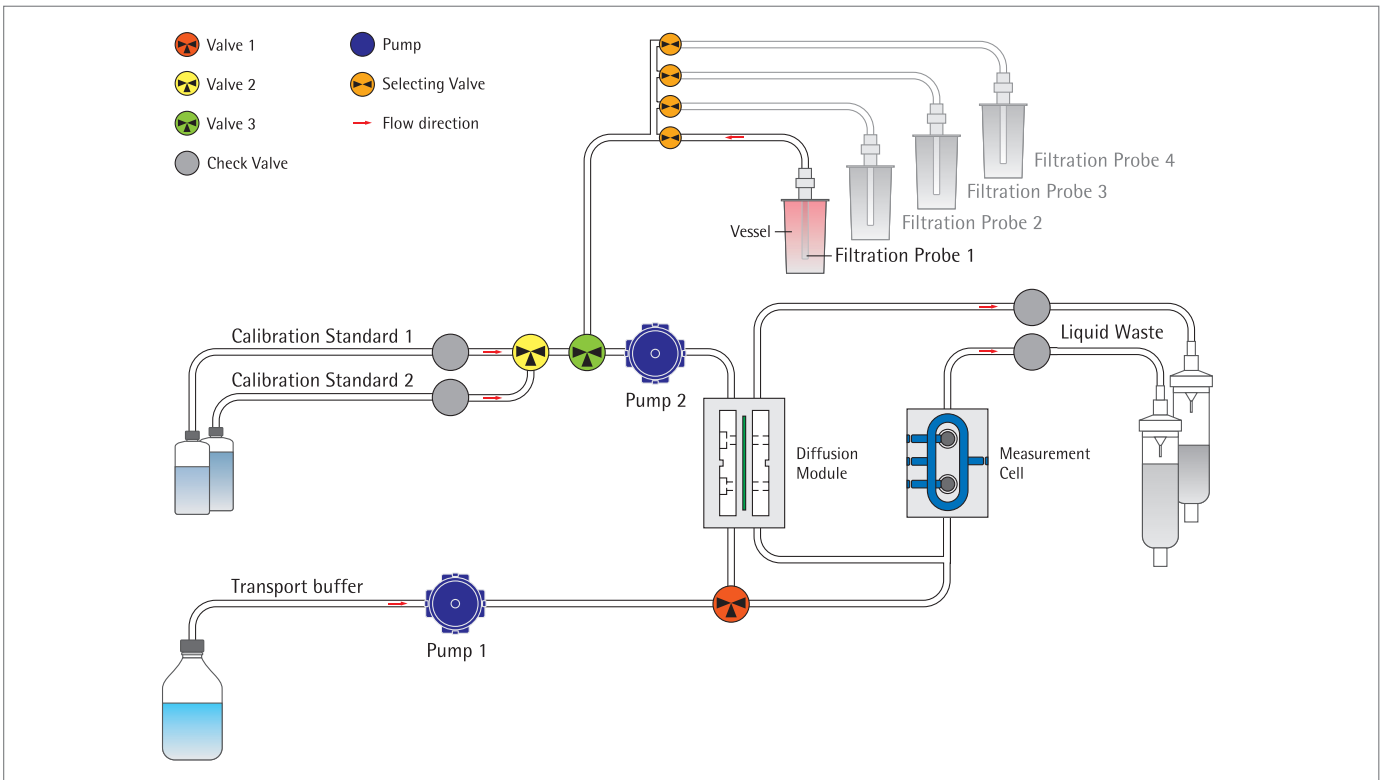 Valve 1
Pump
Valve 2
Selecting Valve
Valve 3
Flow direction
Check Valve
Filtration Probe 4
Filtration Probe 3
Filtration Probe 2
Vessel
Filtration Probe 1
Calibration Standard 1
Liquid Waste
Calibration Standard 2
Pump 2
Diffusion
Module
Measurement
Cell
Transport buffer
Pump 1